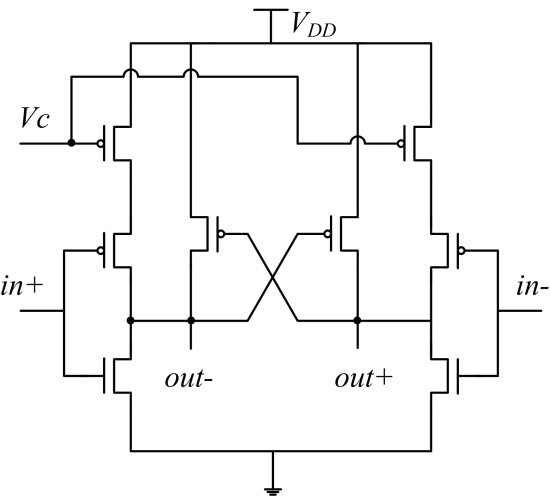 VDD
Vc
in+
in-
out-
out+